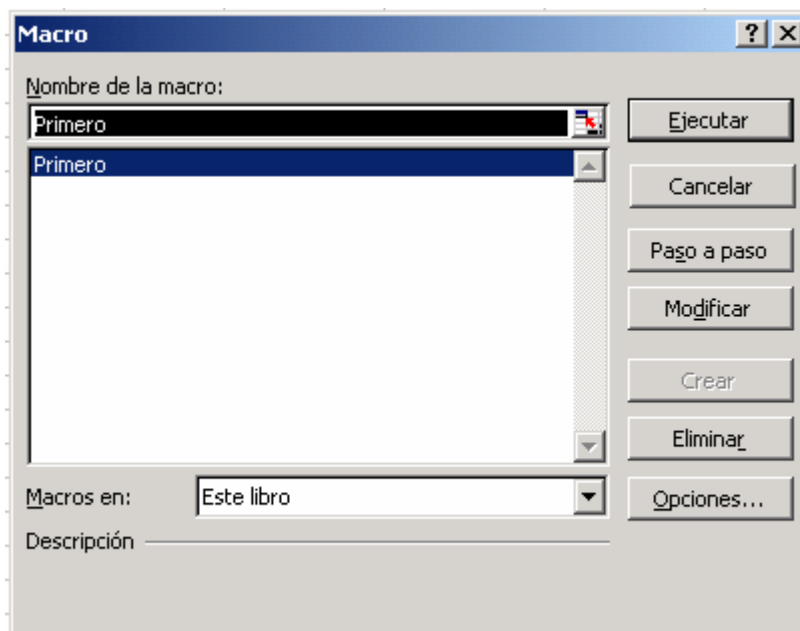 Macro
Nombre de la macro:
Primero
Primero
Ejecutar
Cancelar
Paso a paso
Modificar
Crear
Eliminar
Macros en:
Este libro
Opciones...
Descripción